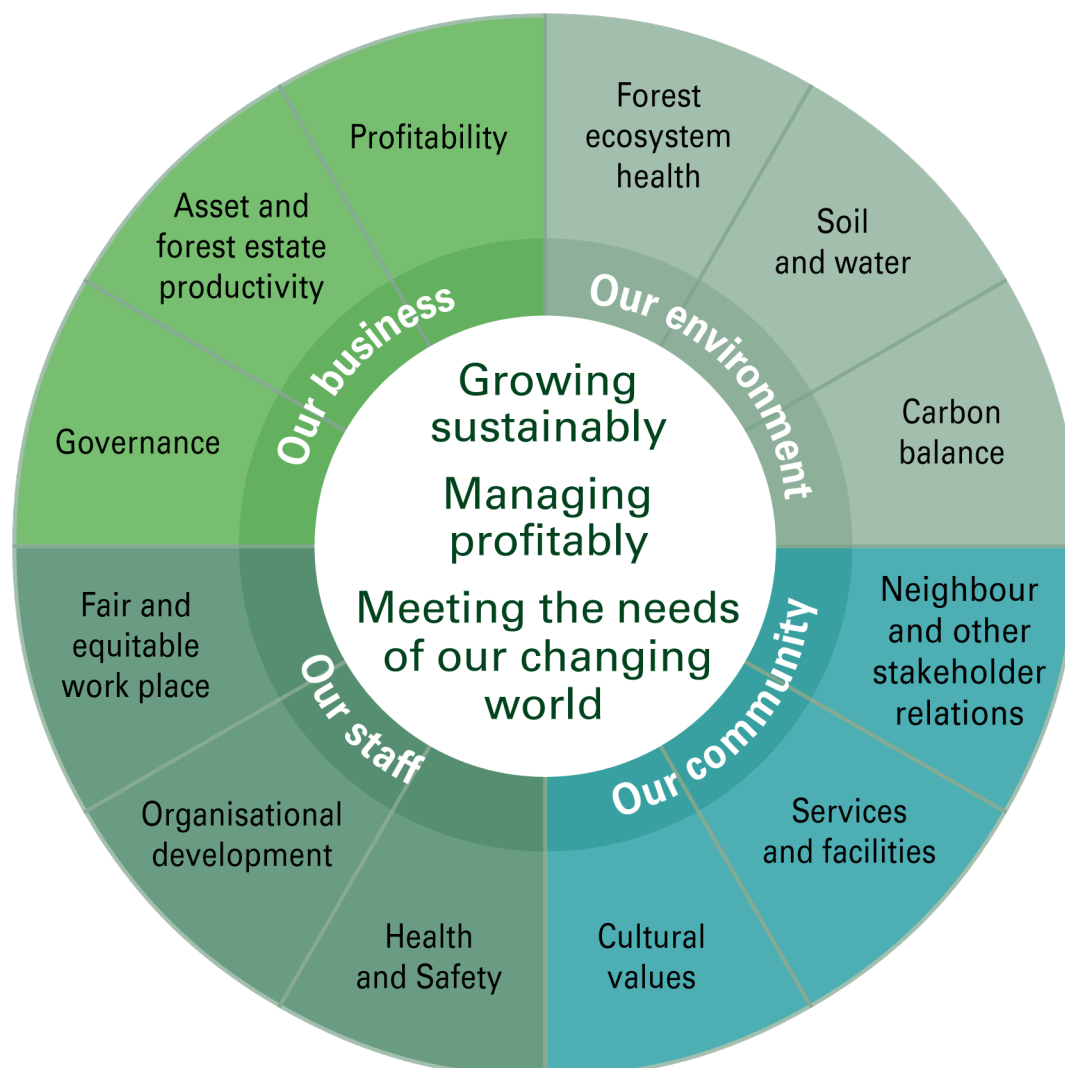 Profitability
Asset and
forest estate
productivity
Governance
Our business
Forest
ecosystem
health
Soil
and water
Carbon
balance
Our environment
Growing
sustainably
Managing
profitably
Meeting the needs
of our changing
world
Fair and
equitable
work place
Organisational
development
Health
and Safety
Our staff
Neighbour
and other
stakeholder
relations
Services
and facilities
Cultural
values
Our community